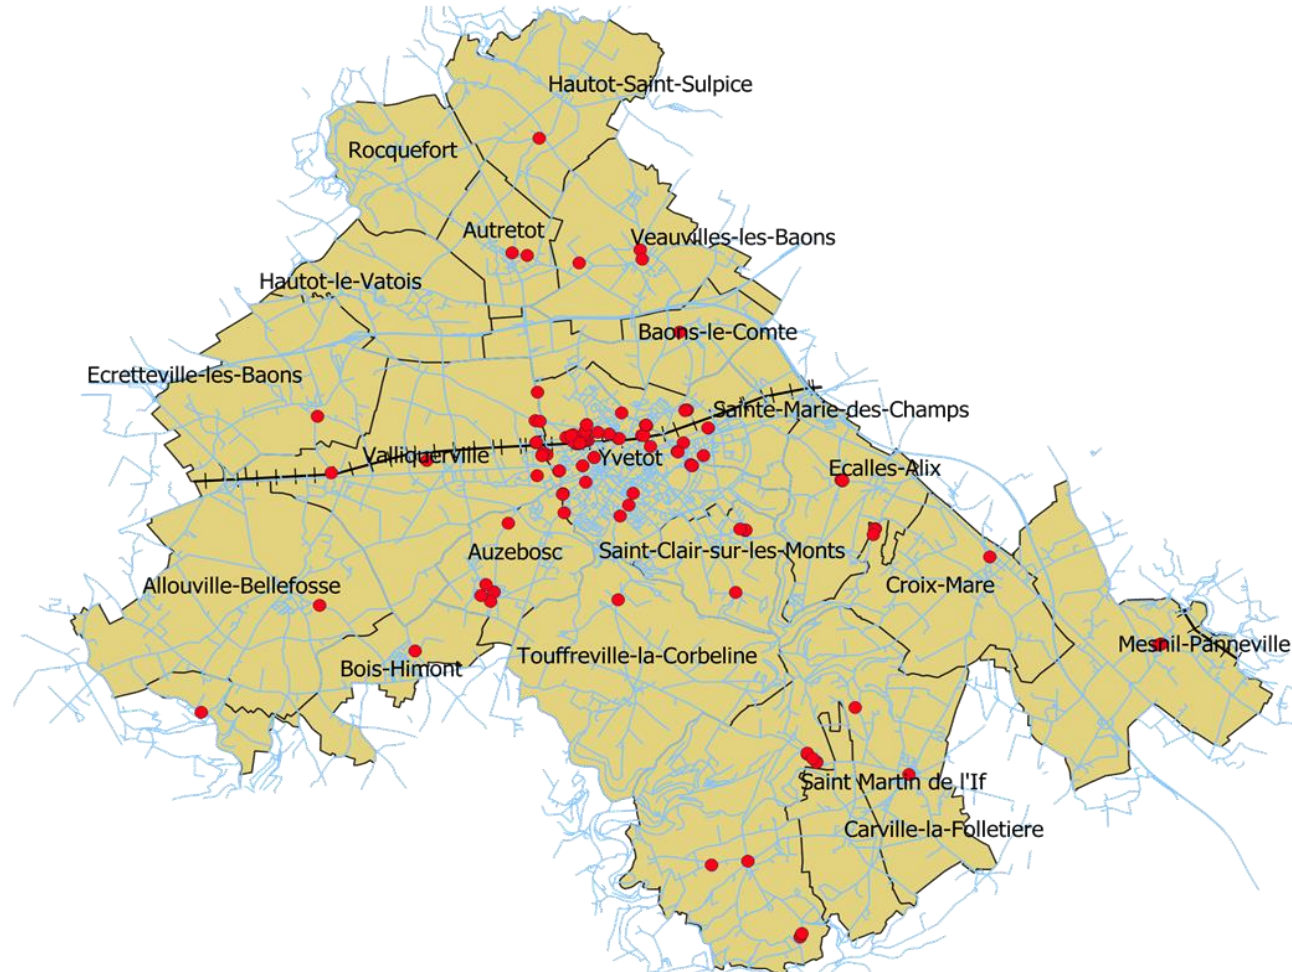 Hautot-Saint-Sulpice
Rocquefort
Autretot
Veauvilles-les-Baons
Hautot-le-Vatois
Baons-le-Comte
Ecretteville-les-Baons
Sainte-Marie-des-Champs
Valliquerville
Yvetot
Ecalles-Alix
Auzebosc
Saint-Clair-sur-les-Monts
Allouville-Bellefosse
Croix-Mare
Mesnil-Panneville
Bois-Himont
Touffreville-la-Corbeline
Saint Martin de l'If
Carville-la-Folletiere